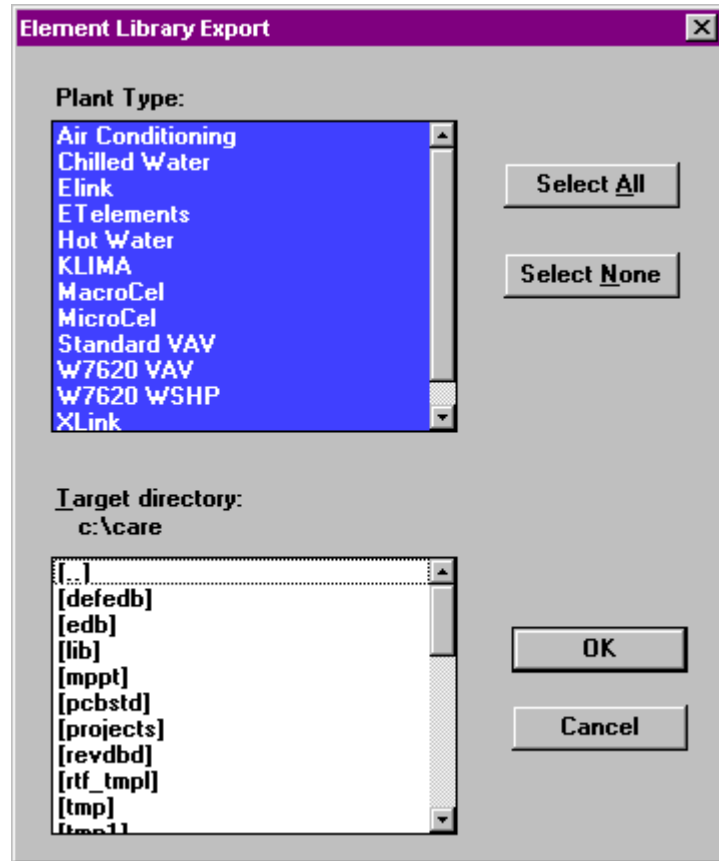 Element Library Export
Plant Type:
Air Conditioning
Chilled Water
Elink
ETelements
Hot Water
KLIMA
MacroCel
MicroCel
Standard VAV
W7620 VAV
W7620 WSHP
XLink
Select All
Select None
Target directory:
c:\care
[..]
[defedb]
[edb]
[lib]
[mppt]
[pcbstd]
[projects]
[revdbd]
[rtf_tmpl]
[tmp]
[tmp1]
OK
Cancel